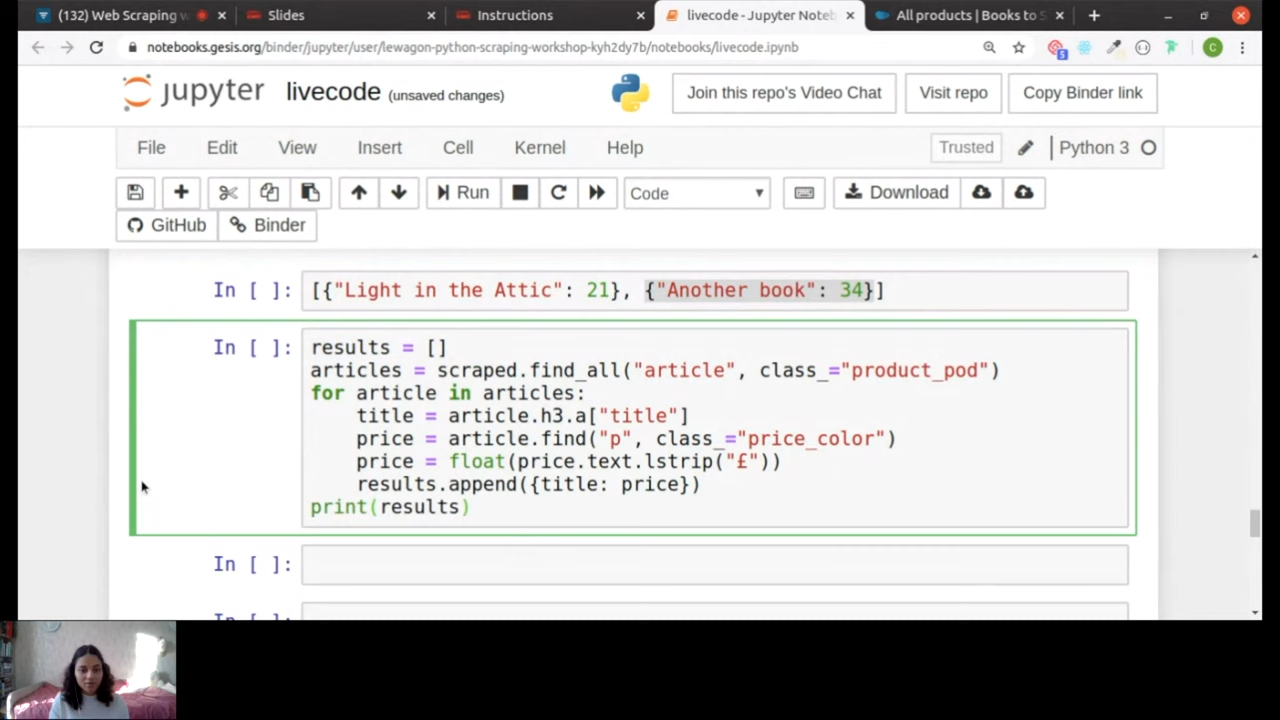 (132) Web Scraping w
Slides
Instructions
livecode - Jupyter Noteb
All products | Books to S
notebooks.gesis.org/binder/jupyter/user/lewagon-python-scraping-workshop-kyh2dy7b/notebooks/livecode.ipynb
5
C
jupyter livecode (unsaved changes)
Join this repo's Video Chat
Visit repo
Copy Binder link
File Edit View Insert Cell Kernel Help
Trusted
Python 3
Run
Code
Download
GitHub
Binder
In [ ]: [{"Light in the Attic": 21}, {"Another book": 34}]
In [ ]: results = []
articles = scraped.find_all("article", class_="product_pod")
for article in articles:
    title = article.h3.a["title"]
    price = article.find("p", class_="price_color")
    price = float(price.text.lstrip("£"))
    results.append({title: price})
print(results)
In [ ]:
In [ ]: